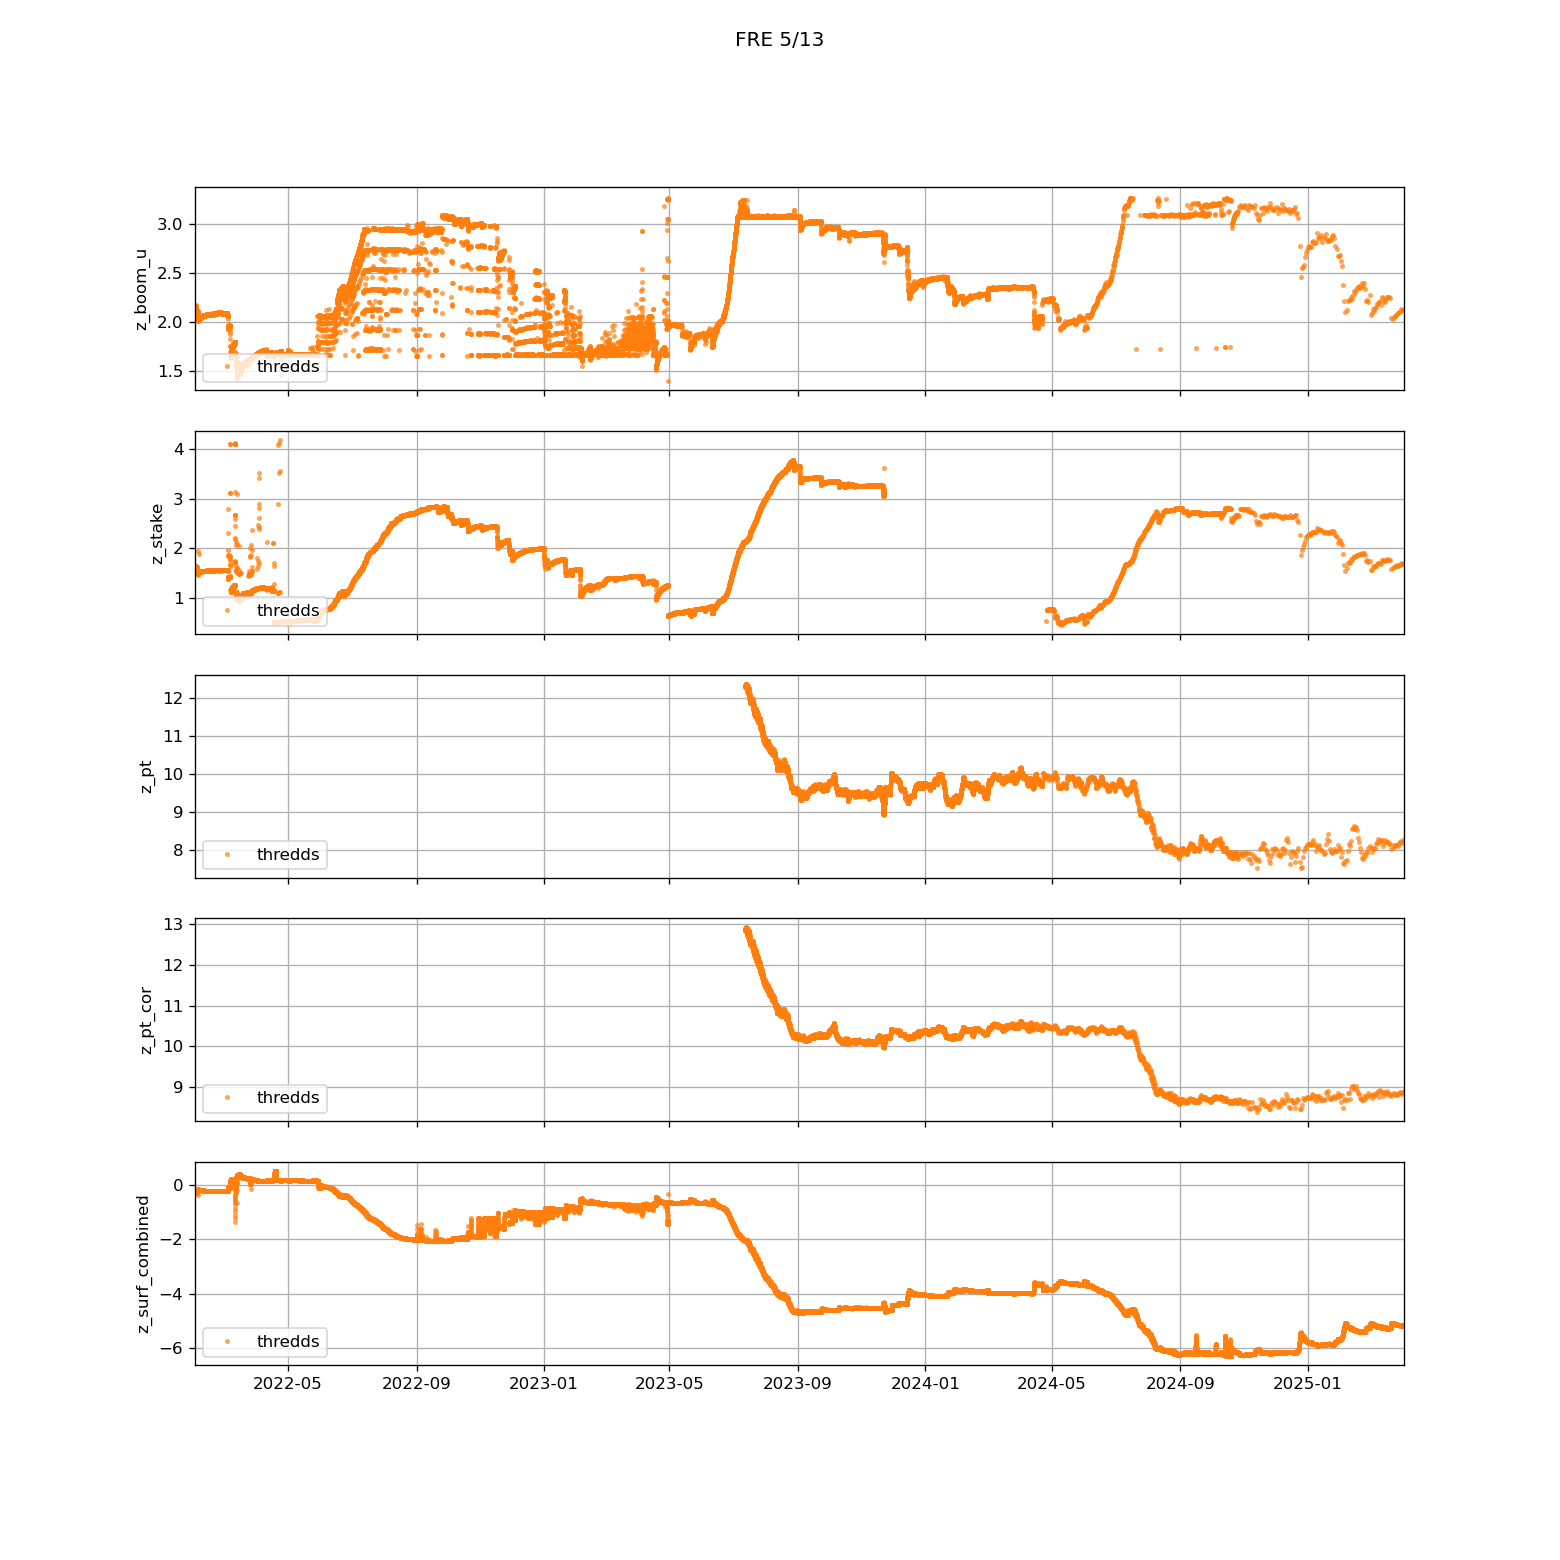 FRE 5/13
z_boom_u
3.0
2.5
2.0
1.5
thredds
z_stake
4
3
2
1
thredds
z_pt
12
11
10
9
8
thredds
z_pt_cor
13
12
11
10
9
thredds
z_surf_combined
0
−2
−4
−6
thredds
2022-05 2022-09 2023-01 2023-05 2023-09 2024-01 2024-05 2024-09 2025-01